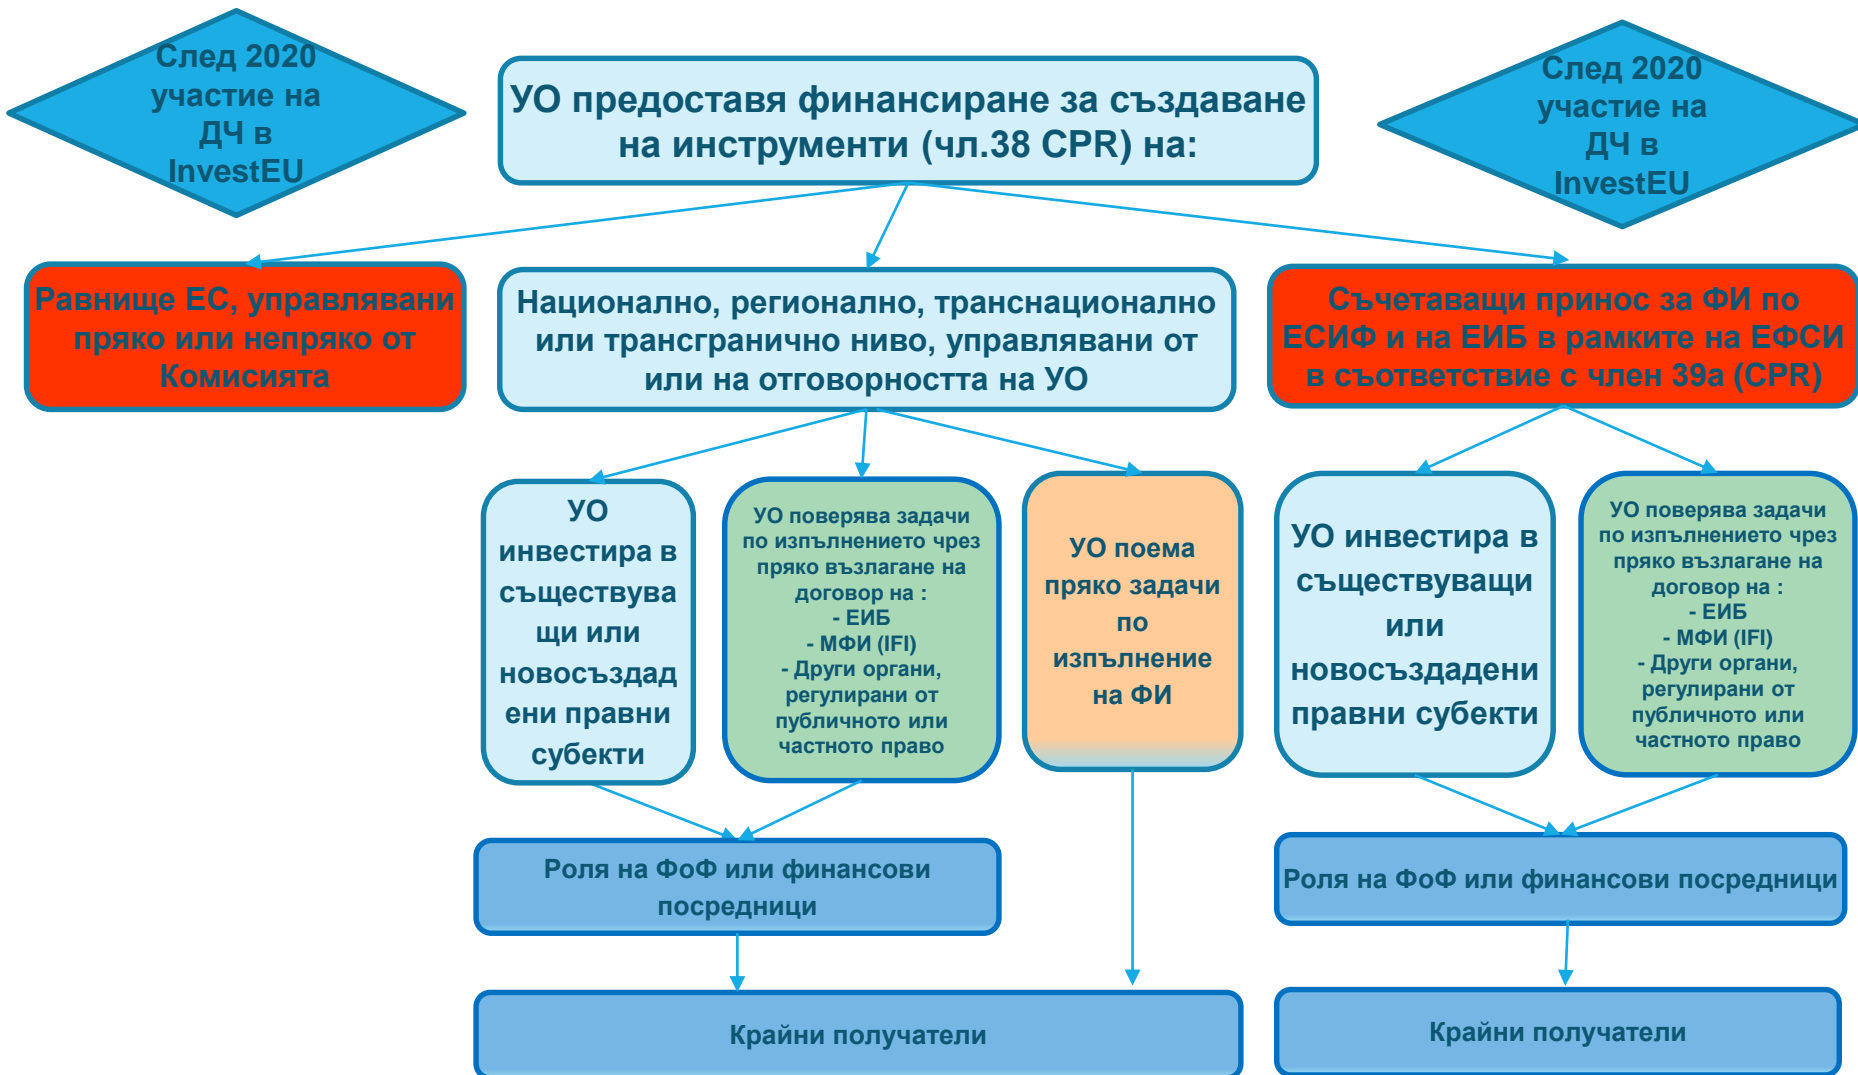 След 2020
участие на
ДЧ в
InvestEU
УО предоставя финансиране за създаване
на инструменти (чл.38 CPR) на:
След 2020
участие на
ДЧ в
InvestEU
Равнище ЕС, управлявани
пряко или непряко от
Комисията
Национално, регионално, транснационално
или трансгранично ниво, управлявани от
или на отговорността на УО
Съчетаващи принос за ФИ по
ЕСИФ и на ЕИБ в рамките на ЕФСИ
в съответствие с член 39а (CPR)
УО
инвестира в
съществува
щи или
новосъздад
ени правни
субекти
УО поверява задачи
по изпълнението чрез
пряко възлагане на
договор на :
- ЕИБ
- МФИ (IFI)
- Други органи,
регулирани от
публичното или
частното право
УО поема
пряко задачи
по
изпълнение
на ФИ
УО инвестира в
съществуващи
или
новосъздадени
правни субекти
УО поверява задачи
по изпълнението чрез
пряко възлагане на
договор на :
- ЕИБ
- МФИ (IFI)
- Други органи,
регулирани от
публичното или
частното право
Роля на ФоФ или финансови
посредници
Роля на ФоФ или финансови посредници
Крайни получатели
Крайни получатели